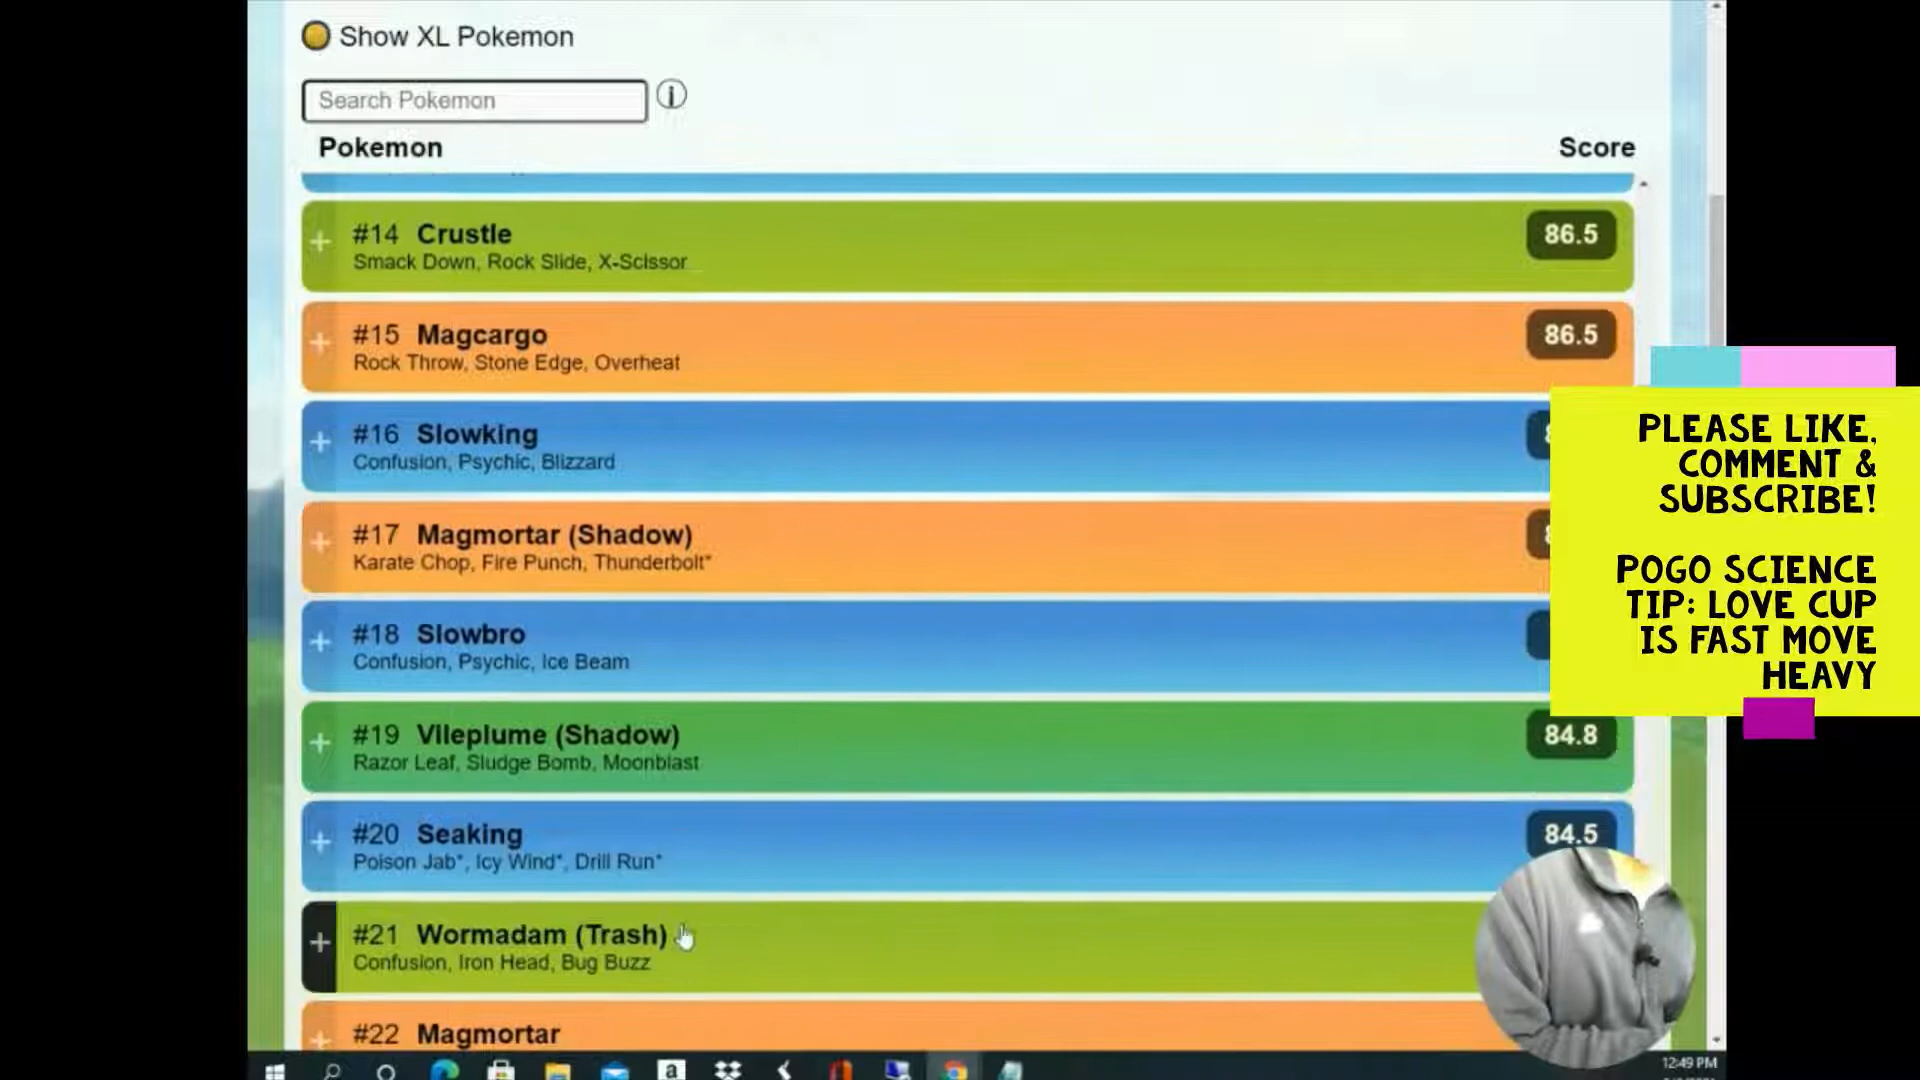 Show XL Pokemon
Search Pokemon
Pokemon Score
#14 Crustle 86.5
Smack Down, Rock Slide, X-Scissor
#15 Magcargo 86.5
Rock Throw, Stone Edge, Overheat
#16 Slowking
Confusion, Psychic, Blizzard
#17 Magmortar (Shadow)
Karate Chop, Fire Punch, Thunderbolt*
#18 Slowbro
Confusion, Psychic, Ice Beam
#19 Vileplume (Shadow) 84.8
Razor Leaf, Sludge Bomb, Moonblast
#20 Seaking 84.5
Poison Jab*, Icy Wind*, Drill Run*
#21 Wormadam (Trash)
Confusion, Iron Head, Bug Buzz
#22 Magmortar
PLEASE LIKE,
COMMENT &
SUBSCRIBE!
POGO SCIENCE
TIP: LOVE CUP
IS FAST MOVE
HEAVY
12:49 PM